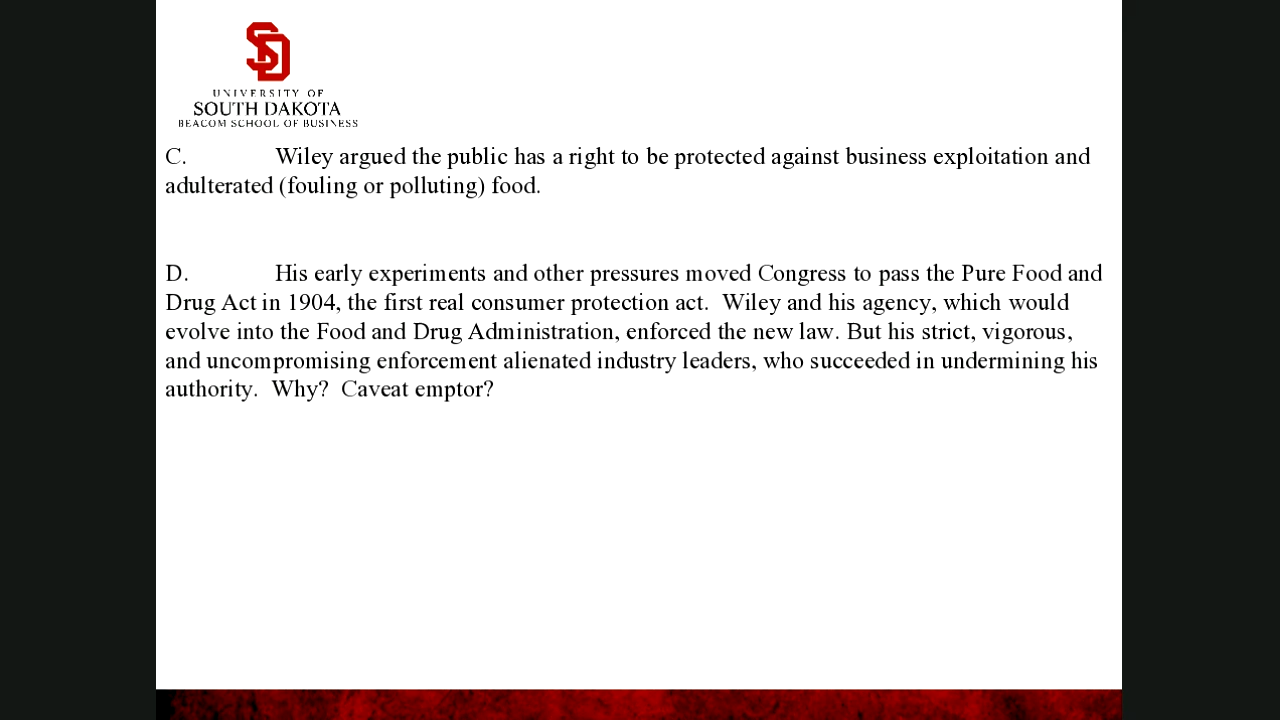 SD
UNIVERSITY OF
SOUTH DAKOTA
BEACOM SCHOOL OF BUSINESS
C. Wiley argued the public has a right to be protected against business exploitation and
adulterated (fouling or polluting) food.
D. His early experiments and other pressures moved Congress to pass the Pure Food and
Drug Act in 1904, the first real consumer protection act. Wiley and his agency, which would
evolve into the Food and Drug Administration, enforced the new law. But his strict, vigorous,
and uncompromising enforcement alienated industry leaders, who succeeded in undermining his
authority. Why? Caveat emptor?